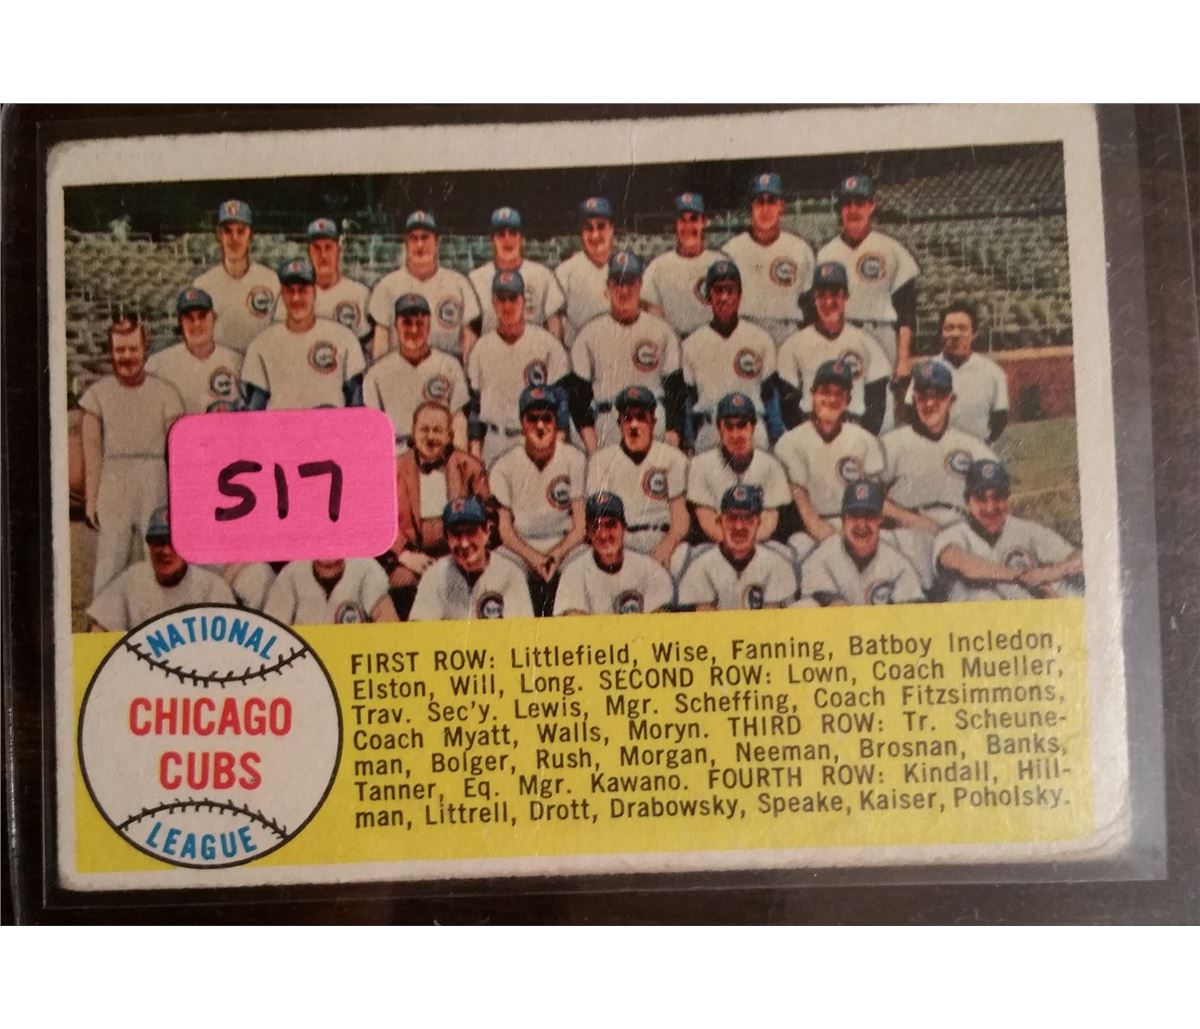 517
NATIONAL
CHICAGO
CUBS
LEAGUE
FIRST ROW: Littlefield, Wise, Fanning, Batboy Incledon,
Elston, Will, Long. SECOND ROW: Lown, Coach Mueller,
Trav. Sec'y. Lewis, Mgr. Scheffing, Coach Fitzsimmons,
Coach Myatt, Walls, Moryn. THIRD ROW: Tr. Scheune-
man, Bolger, Rush, Morgan, Neeman, Brosnan, Banks,
Tanner, Eq. Mgr. Kawano. FOURTH ROW: Kindall, Hill-
man, Littrell, Drott, Drabowsky, Speake, Kaiser, Poholsky.